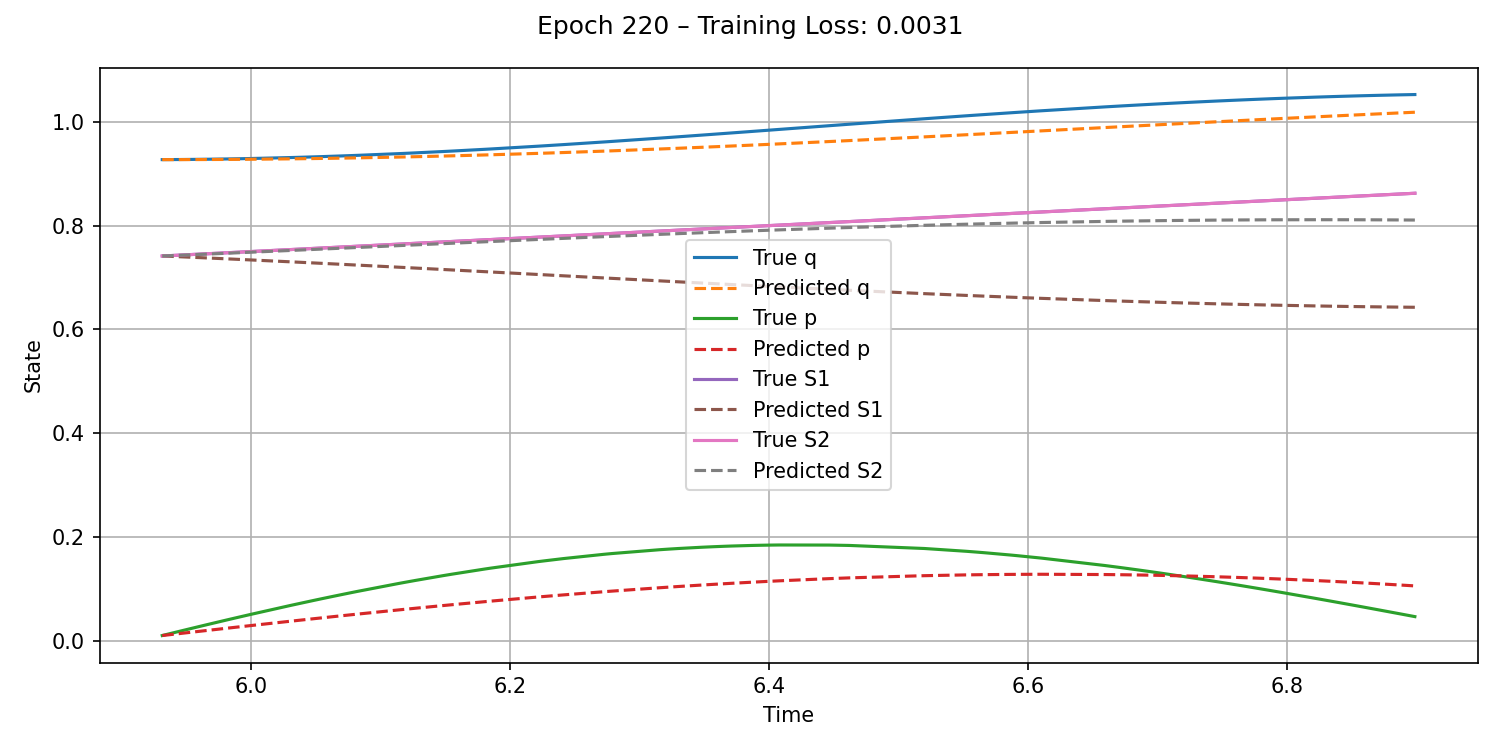 Epoch 220 – Training Loss: 0.0031
State
1.0
0.8
0.6
0.4
0.2
0.0
True q
Predicted q
True p
Predicted p
True S1
Predicted S1
True S2
Predicted S2
6.0 6.2 6.4 6.6 6.8
Time